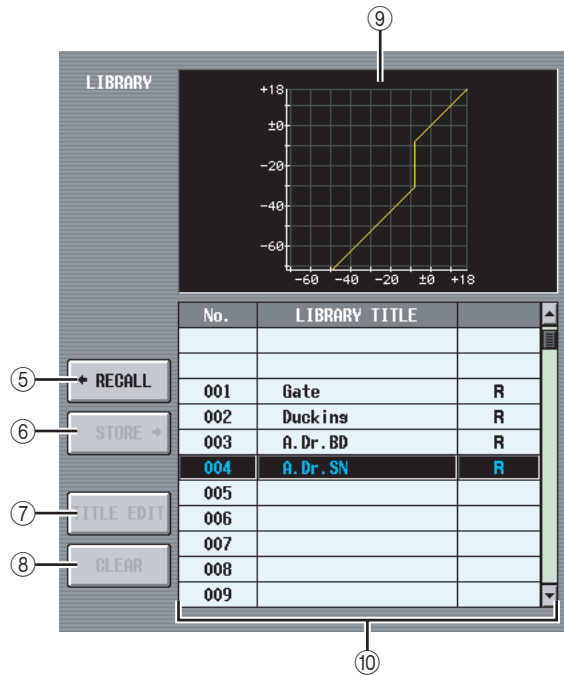 ⑨
LIBRARY
+18
±0
-20
-40
-60
-60 -40 -20 ±0 +18
No. LIBRARY TITLE
⑤ RECALL
001 Gate R
⑥ STORE
002 Ducking R
003 A.Dr.BD R
004 A.Dr.SN R
005
⑦ TITLE EDIT
006
007
⑧ CLEAR
008
009
⑩